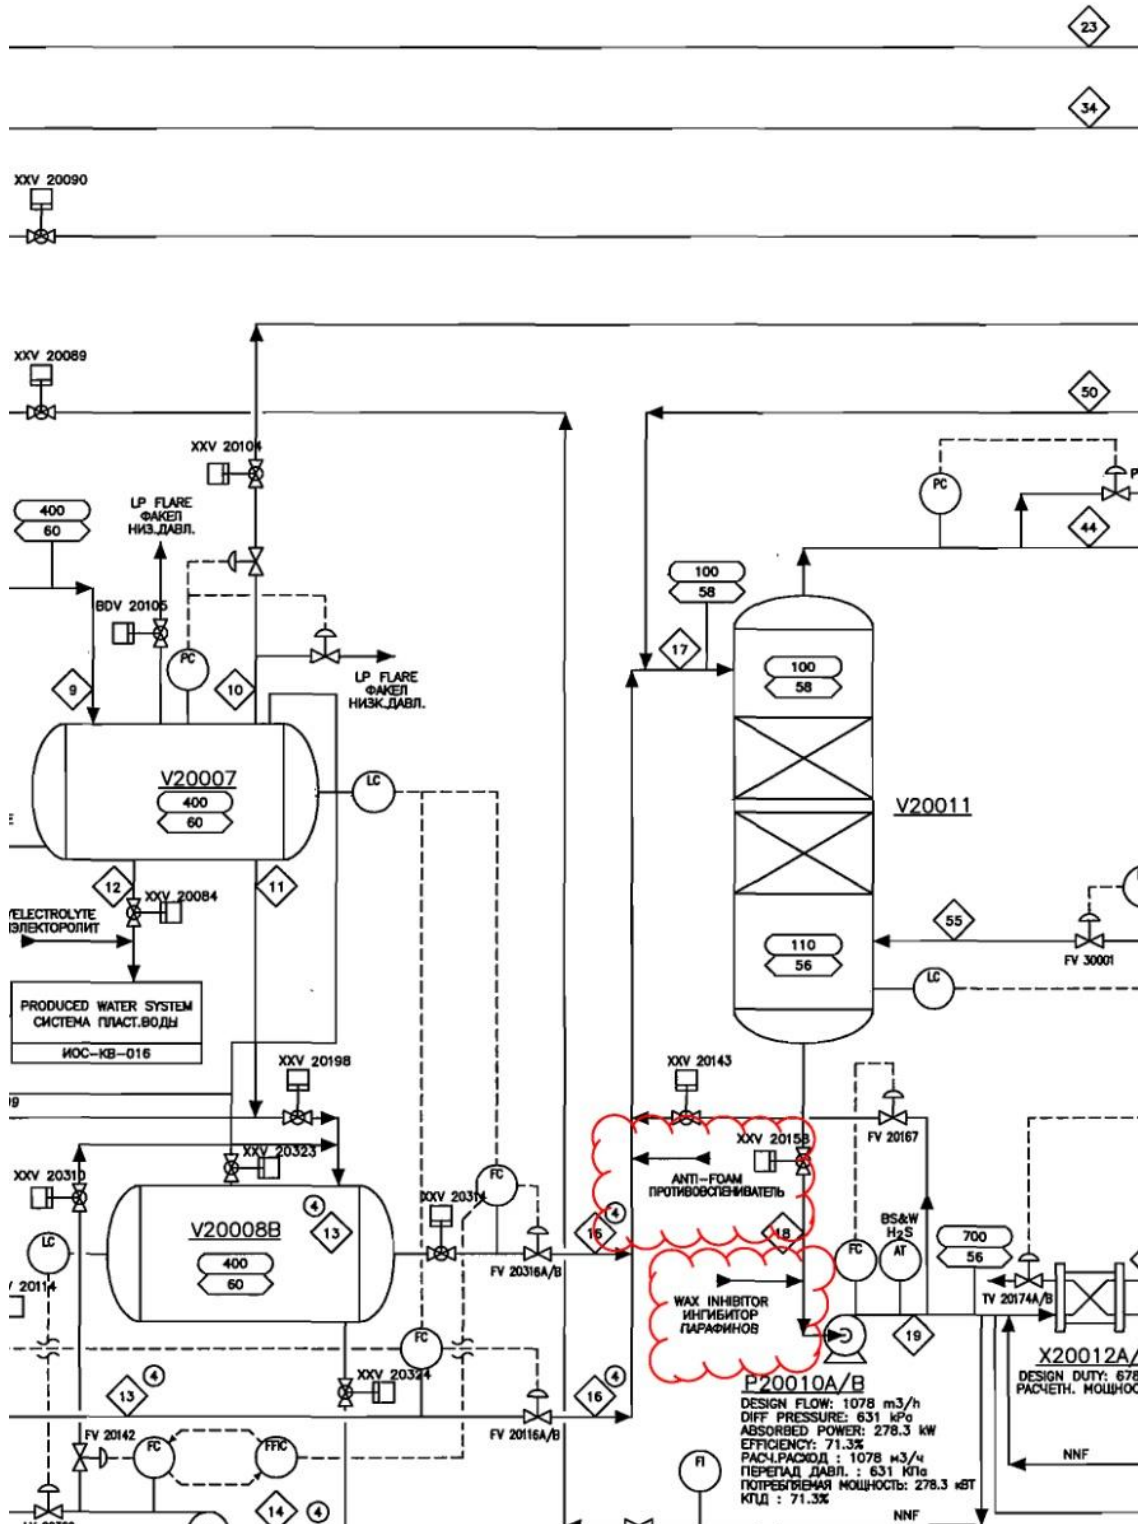 23
34
XXV 20090
XXV 20089
50
XXV 20104
PC
44
400
60
LP FLARE
ФАКЕЛ
НИЗ.ДАВЛ.
100
58
BDV 20105
PC
17
9
10
LP FLARE
ФАКЕЛ
НИЗК.ДАВЛ.
100
58
V20007
400
60
LC
V20011
12
11
XXV 20084
55
110
56
FV 30001
LC
PRODUCED WATER SYSTEM
СИСТЕМА ПЛАСТ.ВОДЫ
ИОС-КВ-016
XXV 20198
XXV 20143
FV 20167
XXV 20323
XXV 20158
XXV 20310
ANTI-FOAM
ПРОТИВОВСПЕНИВАТЕЛЬ
FC
XXV 20314
V20008B
4
13
4
16
18
BS&W
H2S
FC
AT
700
56
LC
400
60
FV 20316A/B
WAX INHIBITOR
ИНГИБИТОР
ПАРАФИНОВ
TV 20174A/B
19
FC
XXV 20324
13
4
16
4
P20010A/B
X20012A/
DESIGN FLOW: 1078 m3/h
DIFF PRESSURE: 631 kPa
ABSORBED POWER: 278.3 kW
EFFICIENCY: 71.3%
РАСЧ.РАСХОД : 1078 м3/ч
ПЕРЕПАД ДАВЛ. : 631 КПа
ПОТРЕБЛЯЕМАЯ МОЩНОСТЬ: 278.3 кВТ
КПД : 71.3%
DESIGN DUTY: 678
РАСЧЕТН. МОЩНОС
FV 20142
FC
FFIC
FV 20116A/B
FI
NNF
14
4
NNF